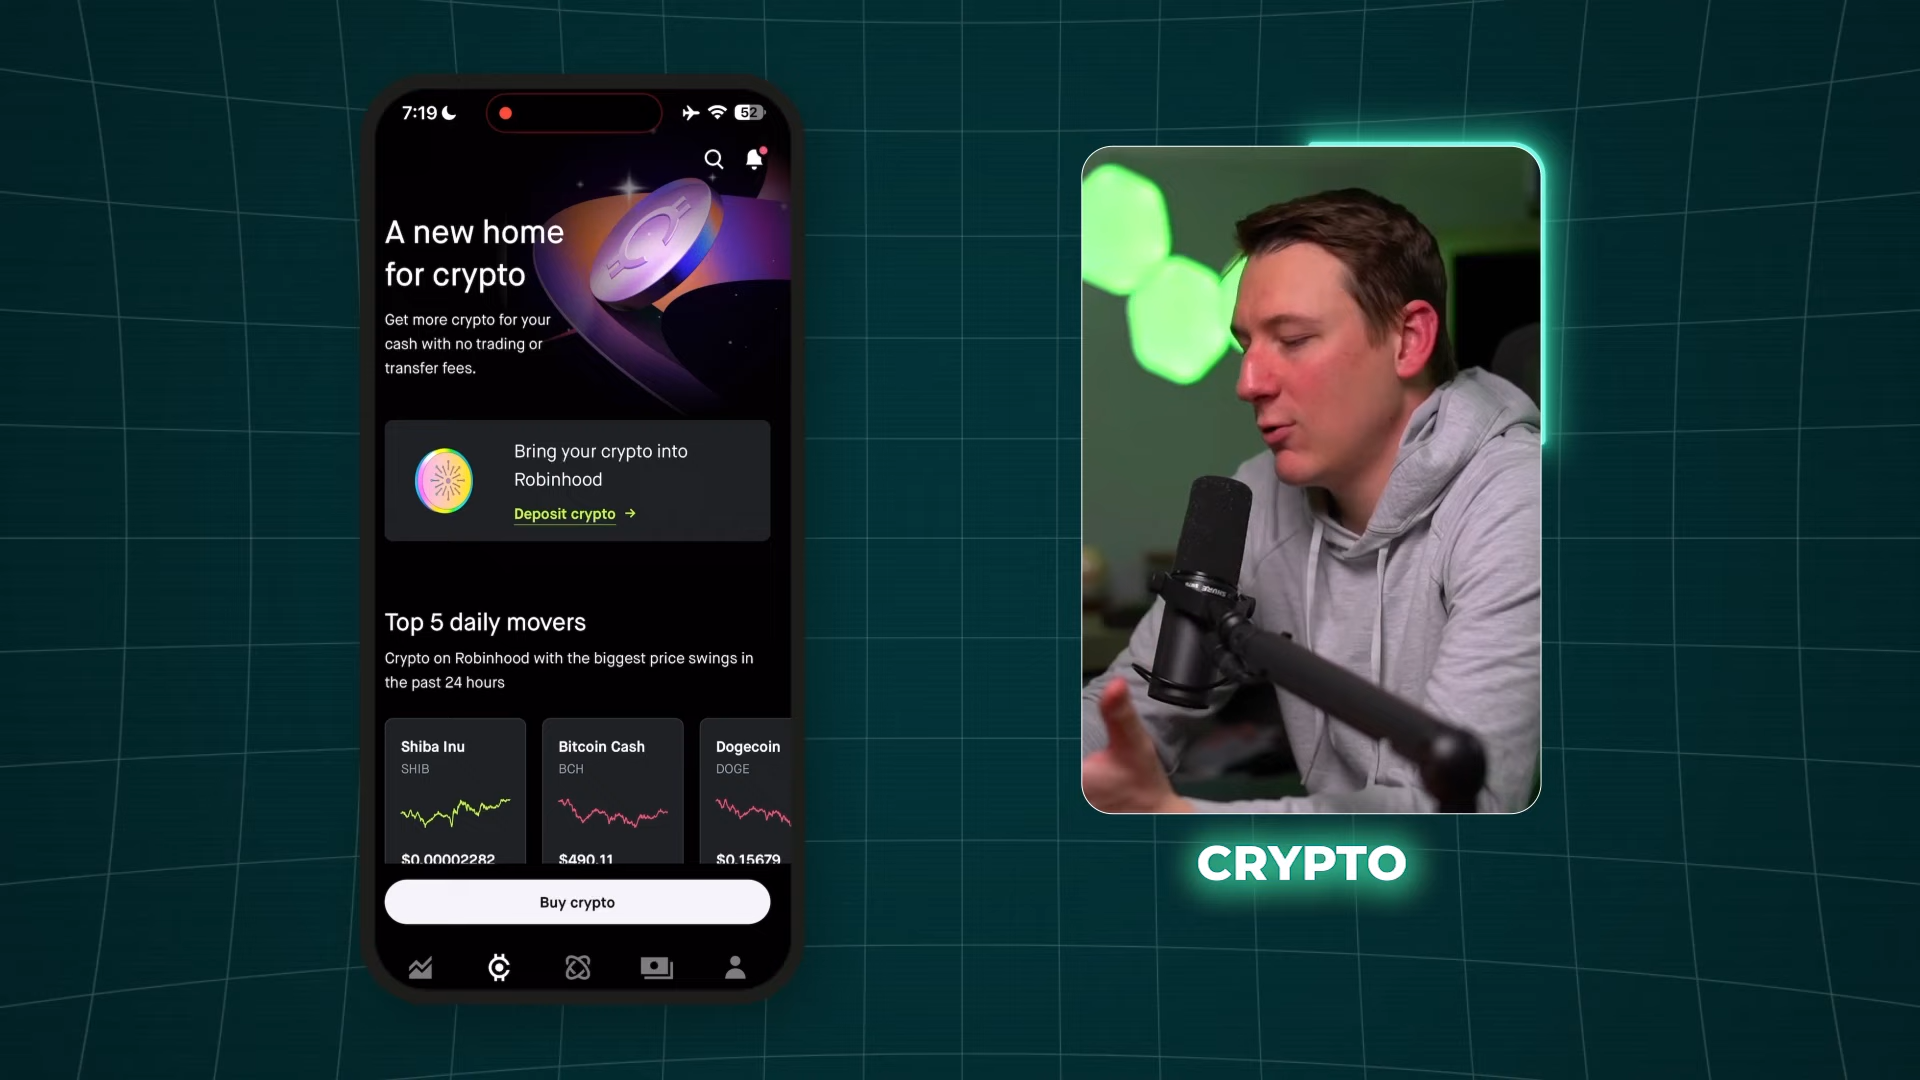 7:19
52
A new home
for crypto
Get more crypto for your
cash with no trading or
transfer fees.
Bring your crypto into
Robinhood
Deposit crypto →
Top 5 daily movers
Crypto on Robinhood with the biggest price swings in
the past 24 hours
Shiba Inu
SHIB
$0.00002282
Bitcoin Cash
BCH
$490.11
Dogecoin
DOGE
$0.15679
Buy crypto
SHURE
CRYPTO